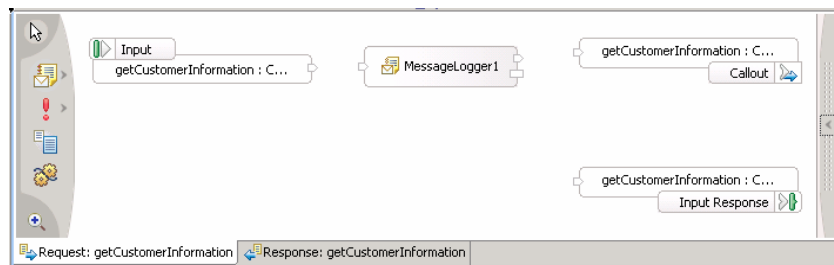 Input
getCustomerInformation : C...
MessageLogger1
getCustomerInformation : C...
Callout
getCustomerInformation : C...
Input Response
Request: getCustomerInformation
Response: getCustomerInformation